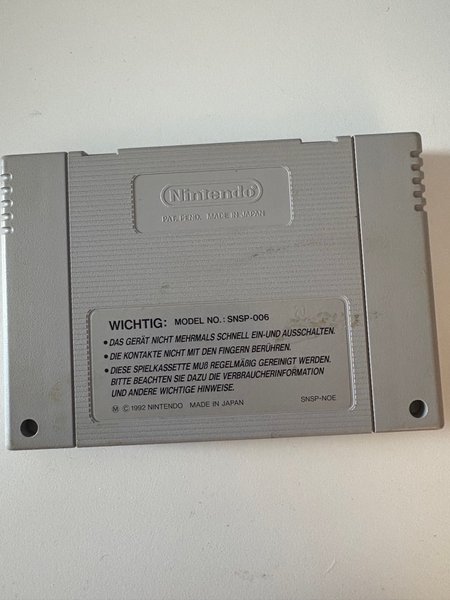 Nintendo
PAT. PEND. MADE IN JAPAN
WICHTIG: MODEL NO.: SNSP-006
• DAS GERÄT NICHT MEHRMALS SCHNELL EIN-UND AUSSCHALTEN.
• DIE KONTAKTE NICHT MIT DEN FINGERN BERÜHREN.
• DIESE SPIELKASSETTE MUß REGELMÄßIG GEREINIGT WERDEN.
BITTE BEACHTEN SIE DAZU DIE VERBRAUCHERINFORMATION
UND ANDERE WICHTIGE HINWEISE.
Ⓜ © 1992 NINTENDO MADE IN JAPAN SNSP-NOE